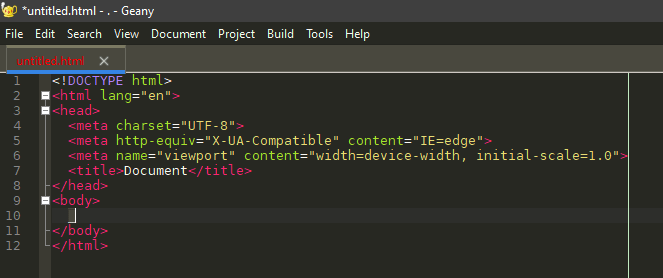 *untitled.html - . - Geany
File Edit Search View Document Project Build Tools Help
untitled.html ×
1 <!DOCTYPE html>
2 <html lang="en">
3 <head>
4 <meta charset="UTF-8">
5 <meta http-equiv="X-UA-Compatible" content="IE=edge">
6 <meta name="viewport" content="width=device-width, initial-scale=1.0">
7 <title>Document</title>
8 </head>
9 <body>
10
11 </body>
12 </html>